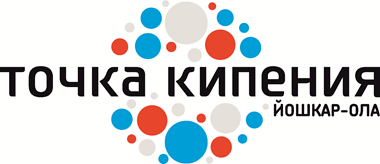 точка кипения
йошкар-ола